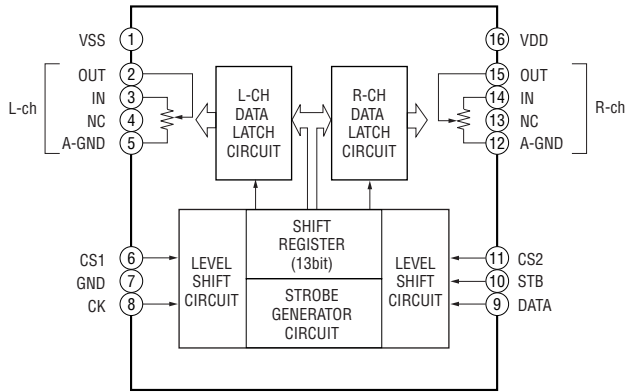 VSS 1
16 VDD
OUT 2
15 OUT
L-ch
IN 3
14 IN
R-ch
NC 4
13 NC
A-GND 5
12 A-GND
L-CH
DATA
LATCH
CIRCUIT
R-CH
DATA
LATCH
CIRCUIT
CS1 6
11 CS2
GND 7
10 STB
CK 8
9 DATA
LEVEL
SHIFT
CIRCUIT
SHIFT
REGISTER
(13bit)
STROBE
GENERATOR
CIRCUIT
LEVEL
SHIFT
CIRCUIT